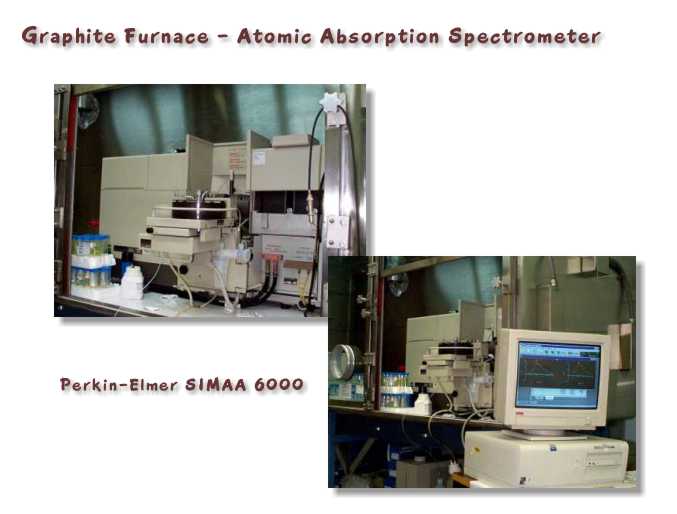 Graphite Furnace - Atomic Absorption Spectrometer
Perkin-Elmer SIMAA 6000